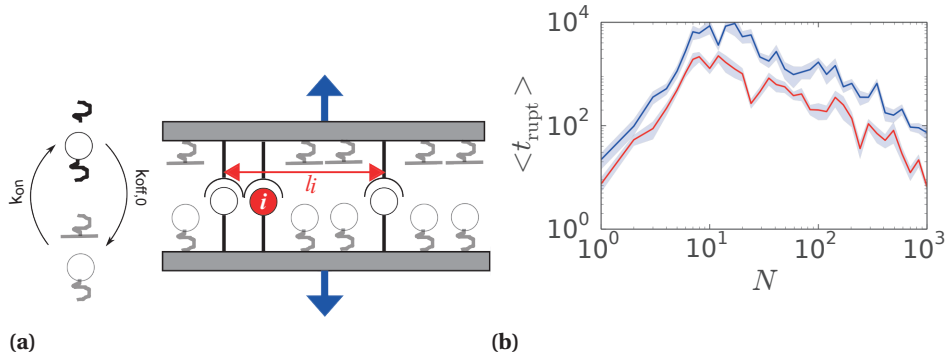 k_on
k_off,0
l_i
i
(a)
<t_rupt>
10^4
10^2
10^0
10^0
10^1
10^2
10^3
N
(b)